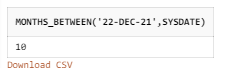 MONTHS_BETWEEN('22-DEC-21',SYSDATE)
10
Download CSV